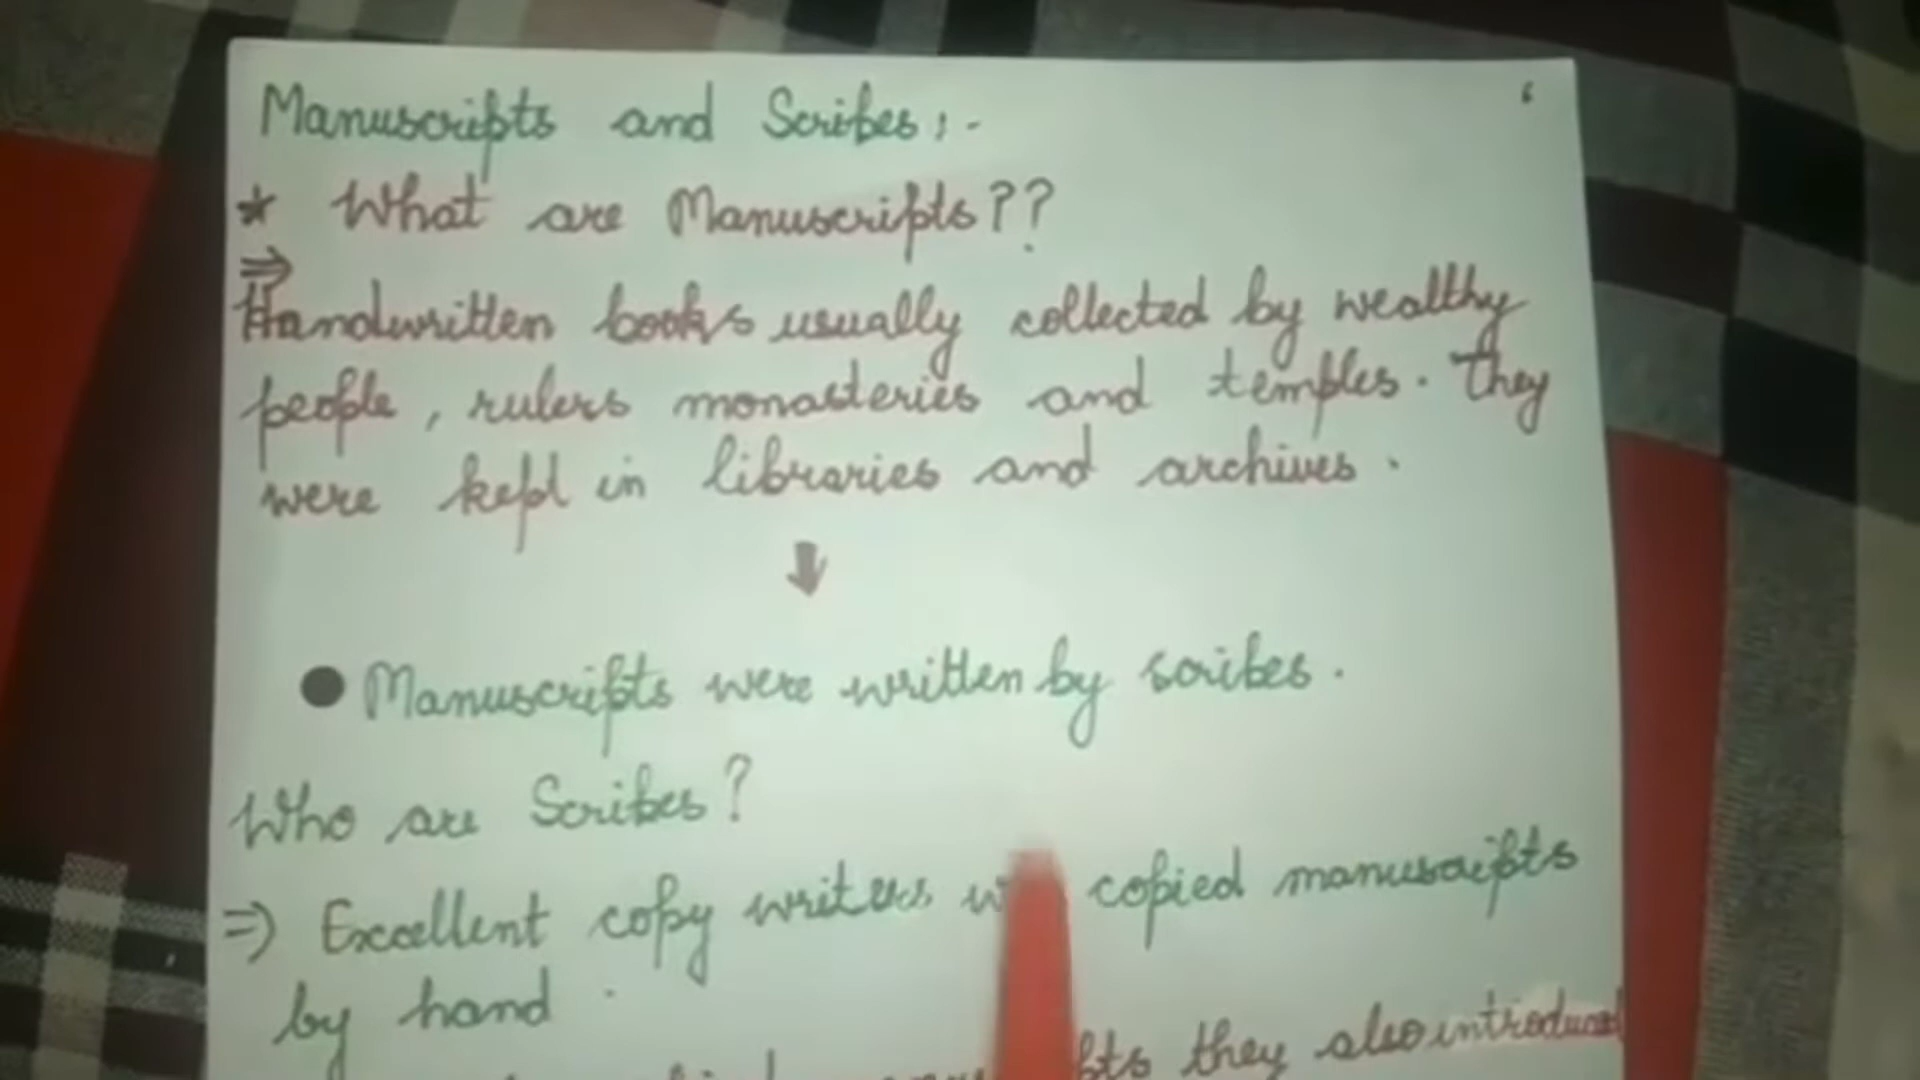 6
Manuscripts and Scribes :-
* What are Manuscripts??
⇒
Handwritten books usually collected by wealthy
people, rulers monasteries and temples. They
were kept in libraries and archives.
↓
● Manuscripts were written by scribes.
Who are Scribes?
⇒ Excellent copy writers copied manuscripts
by hand.
they also introduced